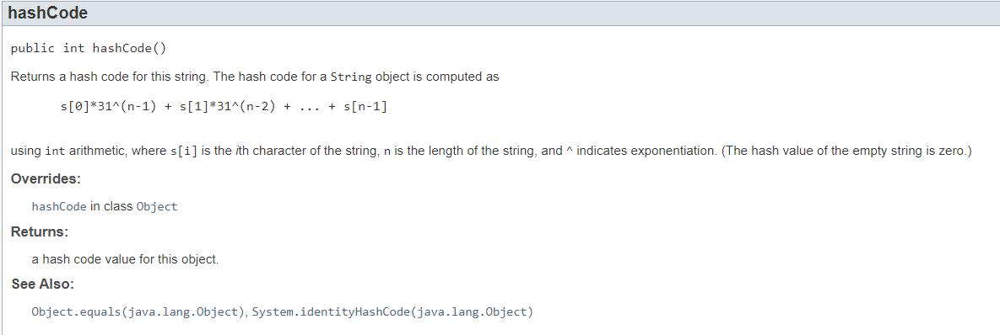 hashCode
public int hashCode()
Returns a hash code for this string. The hash code for a String object is computed as
s[0]*31^(n-1) + s[1]*31^(n-2) + ... + s[n-1]
using int arithmetic, where s[i] is the ith character of the string, n is the length of the string, and ^ indicates exponentiation. (The hash value of the empty string is zero.)
Overrides:
hashCode in class Object
Returns:
a hash code value for this object.
See Also:
Object.equals(java.lang.Object), System.identityHashCode(java.lang.Object)